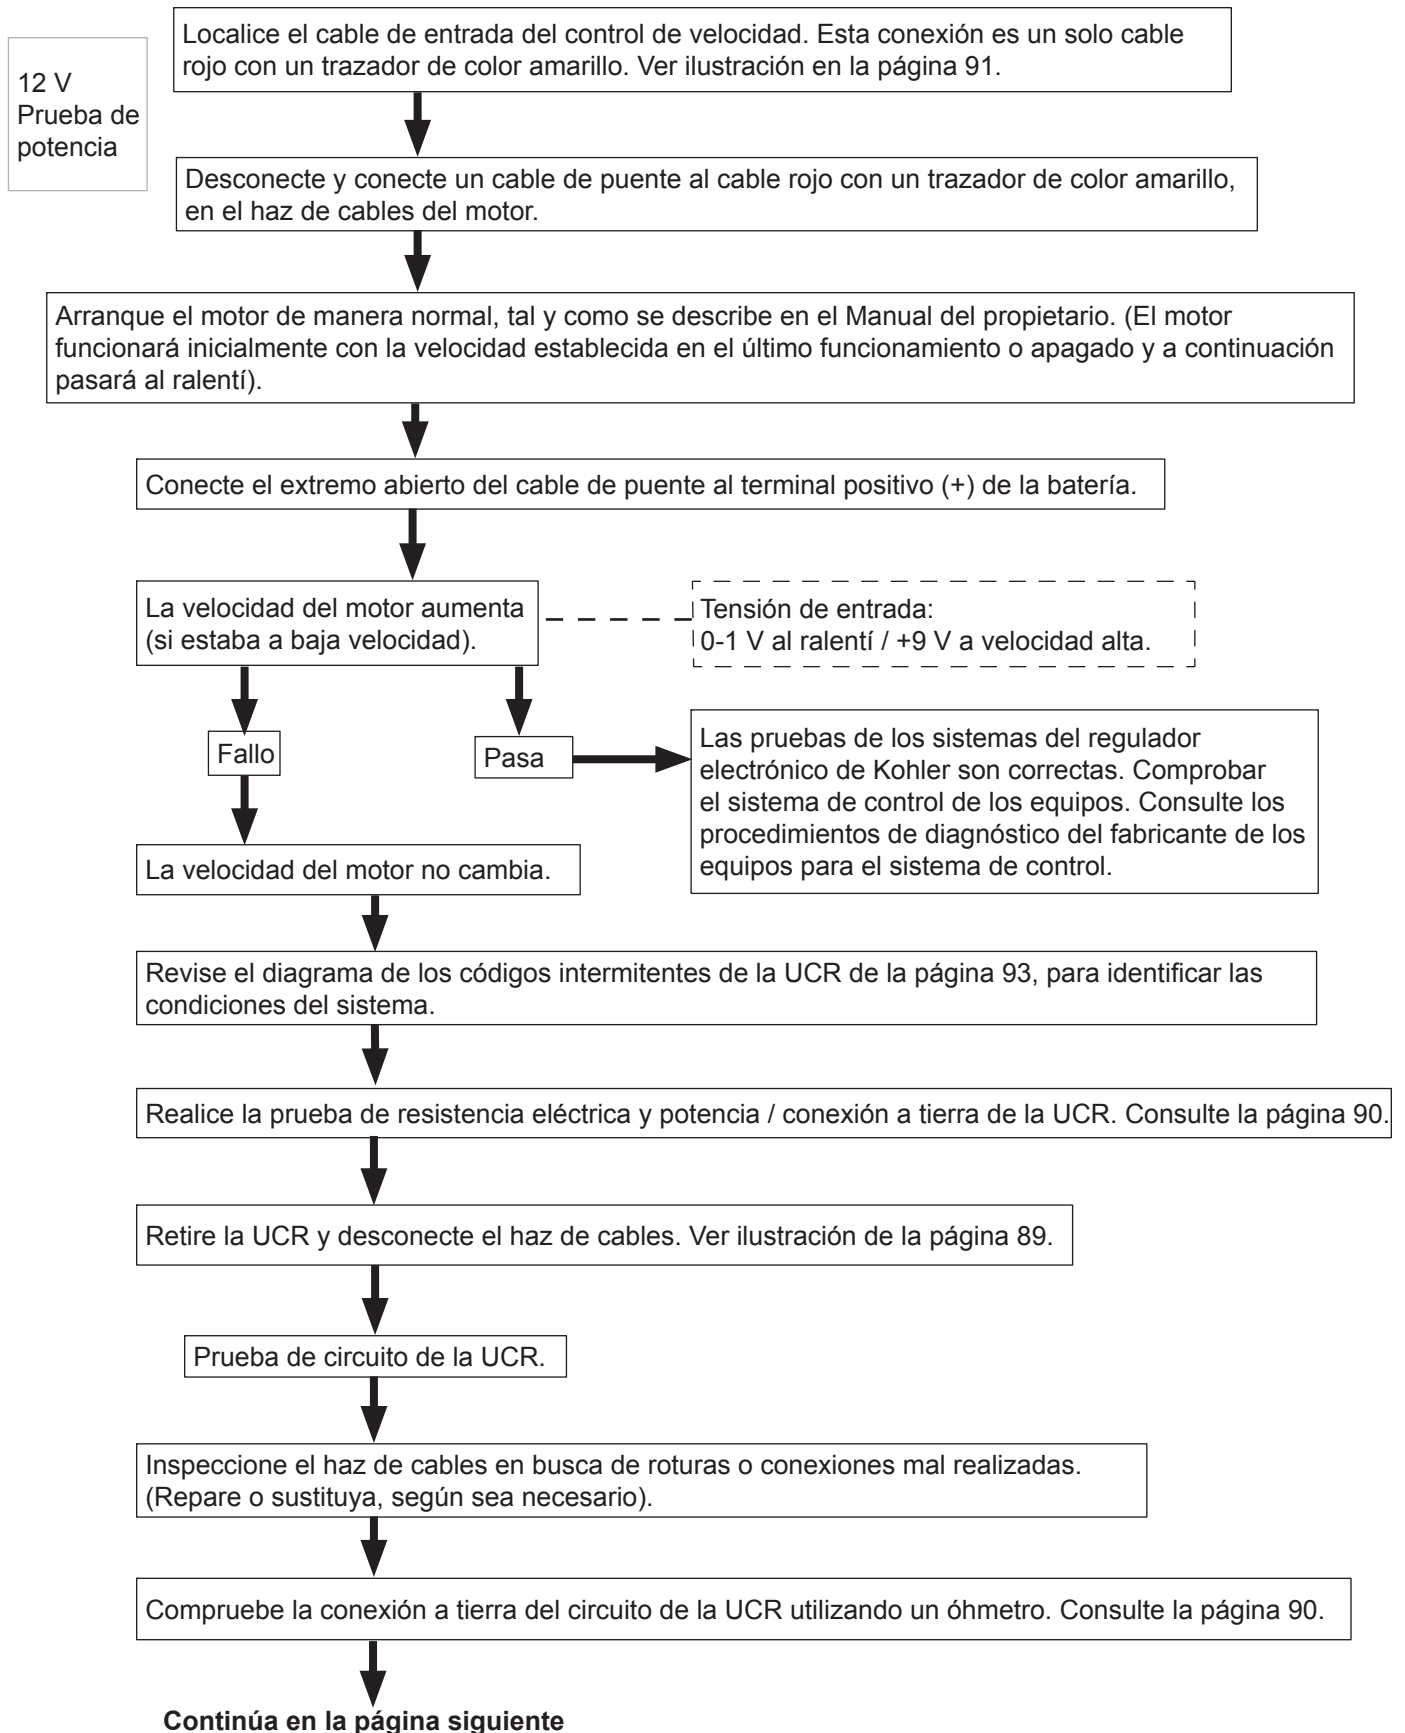 12 V
Prueba de
potencia
Localice el cable de entrada del control de velocidad. Esta conexión es un solo cable
rojo con un trazador de color amarillo. Ver ilustración en la página 91.
Desconecte y conecte un cable de puente al cable rojo con un trazador de color amarillo,
en el haz de cables del motor.
Arranque el motor de manera normal, tal y como se describe en el Manual del propietario. (El motor
funcionará inicialmente con la velocidad establecida en el último funcionamiento o apagado y a continuación
pasará al ralentí).
Conecte el extremo abierto del cable de puente al terminal positivo (+) de la batería.
La velocidad del motor aumenta
(si estaba a baja velocidad).
Tensión de entrada:
0-1 V al ralentí / +9 V a velocidad alta.
Fallo
Pasa
Las pruebas de los sistemas del regulador
electrónico de Kohler son correctas. Comprobar
el sistema de control de los equipos. Consulte los
procedimientos de diagnóstico del fabricante de los
equipos para el sistema de control.
La velocidad del motor no cambia.
Revise el diagrama de los códigos intermitentes de la UCR de la página 93, para identificar las
condiciones del sistema.
Realice la prueba de resistencia eléctrica y potencia / conexión a tierra de la UCR. Consulte la página 90.
Retire la UCR y desconecte el haz de cables. Ver ilustración de la página 89.
Prueba de circuito de la UCR.
Inspeccione el haz de cables en busca de roturas o conexiones mal realizadas.
(Repare o sustituya, según sea necesario).
Compruebe la conexión a tierra del circuito de la UCR utilizando un óhmetro. Consulte la página 90.
Continúa en la página siguiente